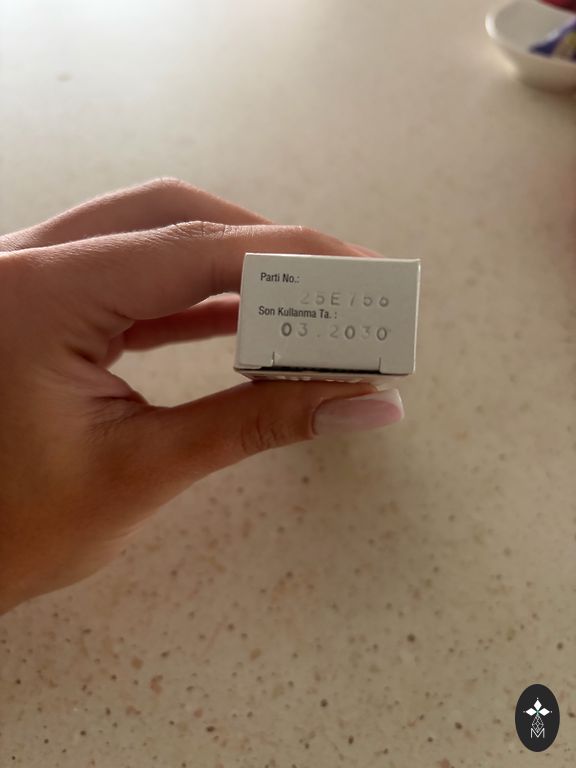 Parti No.:
25E756
Son Kullanma Ta. :
03.2030